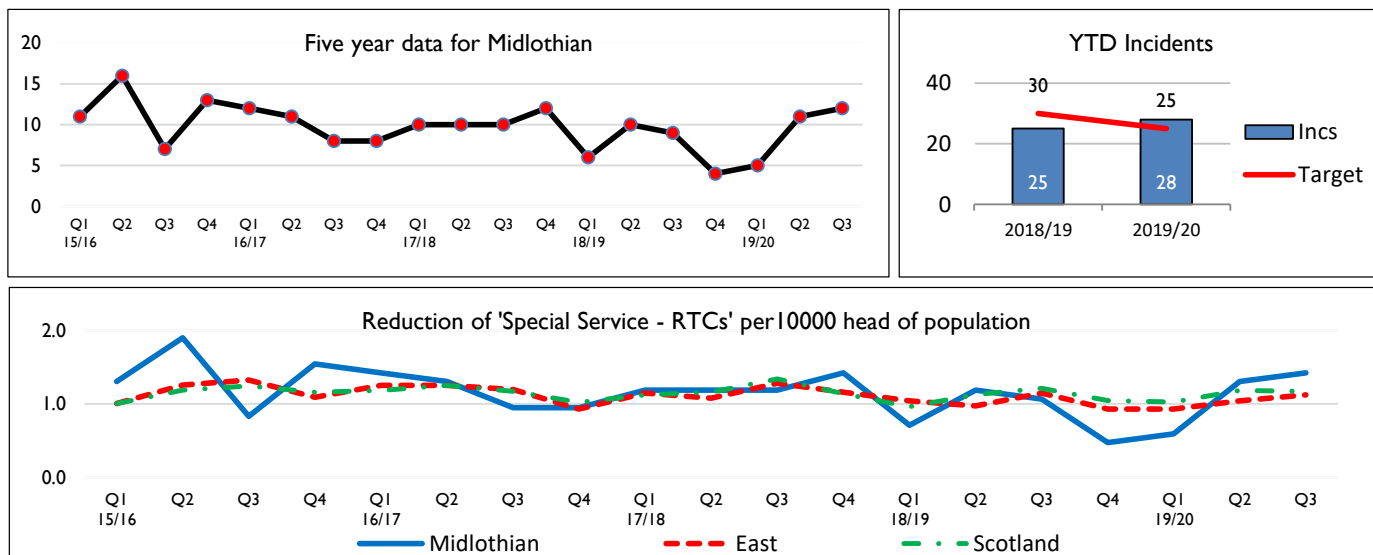 Five year data for Midlothian
20
15
10
5
0
Q1 Q2 Q3 Q4 Q1 Q2 Q3 Q4 Q1 Q2 Q3 Q4 Q1 Q2 Q3 Q4 Q1 Q2 Q3
15/16 16/17 17/18 18/19 19/20
YTD Incidents
40
20
0
30 25
25 28
2018/19 2019/20
Incs
Target
Reduction of 'Special Service - RTCs' per10000 head of population
2.0
1.0
0.0
Q1 Q2 Q3 Q4 Q1 Q2 Q3 Q4 Q1 Q2 Q3 Q4 Q1 Q2 Q3 Q4 Q1 Q2 Q3
15/16 16/17 17/18 18/19 19/20
Midlothian East Scotland